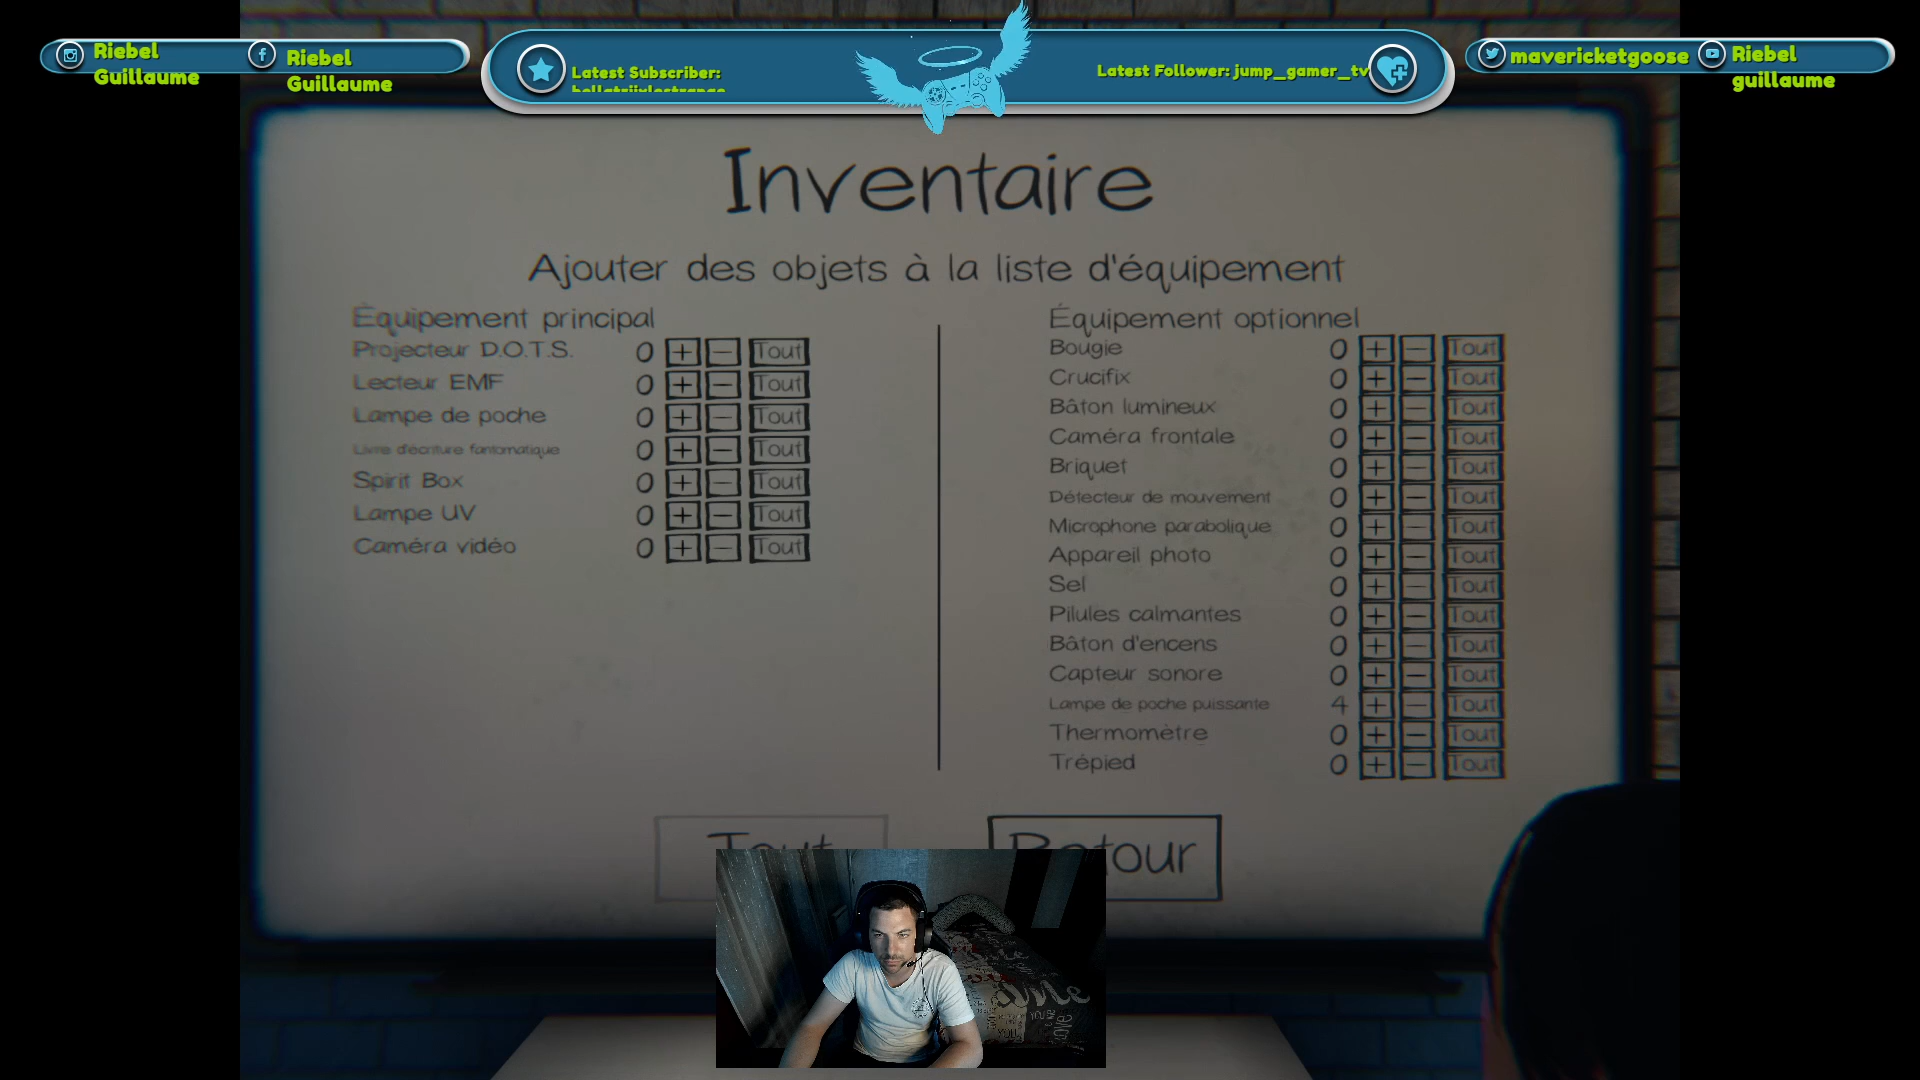 Riebel
Guillaume
Riebel
Guillaume
Latest Subscriber:
Latest Follower: jump_gamer_tv
mavericketgoose
Riebel
guillaume
Inventaire
Ajouter des objets à la liste d'équipement
Équipement principal
Projecteur D.O.T.S. 0 + - Tout
Lecteur EMF 0 + - Tout
Lampe de poche 0 + - Tout
Livre d'écriture fantomatique 0 + - Tout
Spirit Box 0 + - Tout
Lampe UV 0 + - Tout
Caméra vidéo 0 + - Tout
Équipement optionnel
Bougie 0 + - Tout
Crucifix 0 + - Tout
Bâton lumineux 0 + - Tout
Caméra frontale 0 + - Tout
Briquet 0 + - Tout
Détecteur de mouvement 0 + - Tout
Microphone parabolique 0 + - Tout
Appareil photo 0 + - Tout
Sel 0 + - Tout
Pilules calmantes 0 + - Tout
Bâton d'encens 0 + - Tout
Capteur sonore 0 + - Tout
Lampe de poche puissante 4 + - Tout
Thermomètre 0 + - Tout
Trépied 0 + - Tout
Tout
Retour